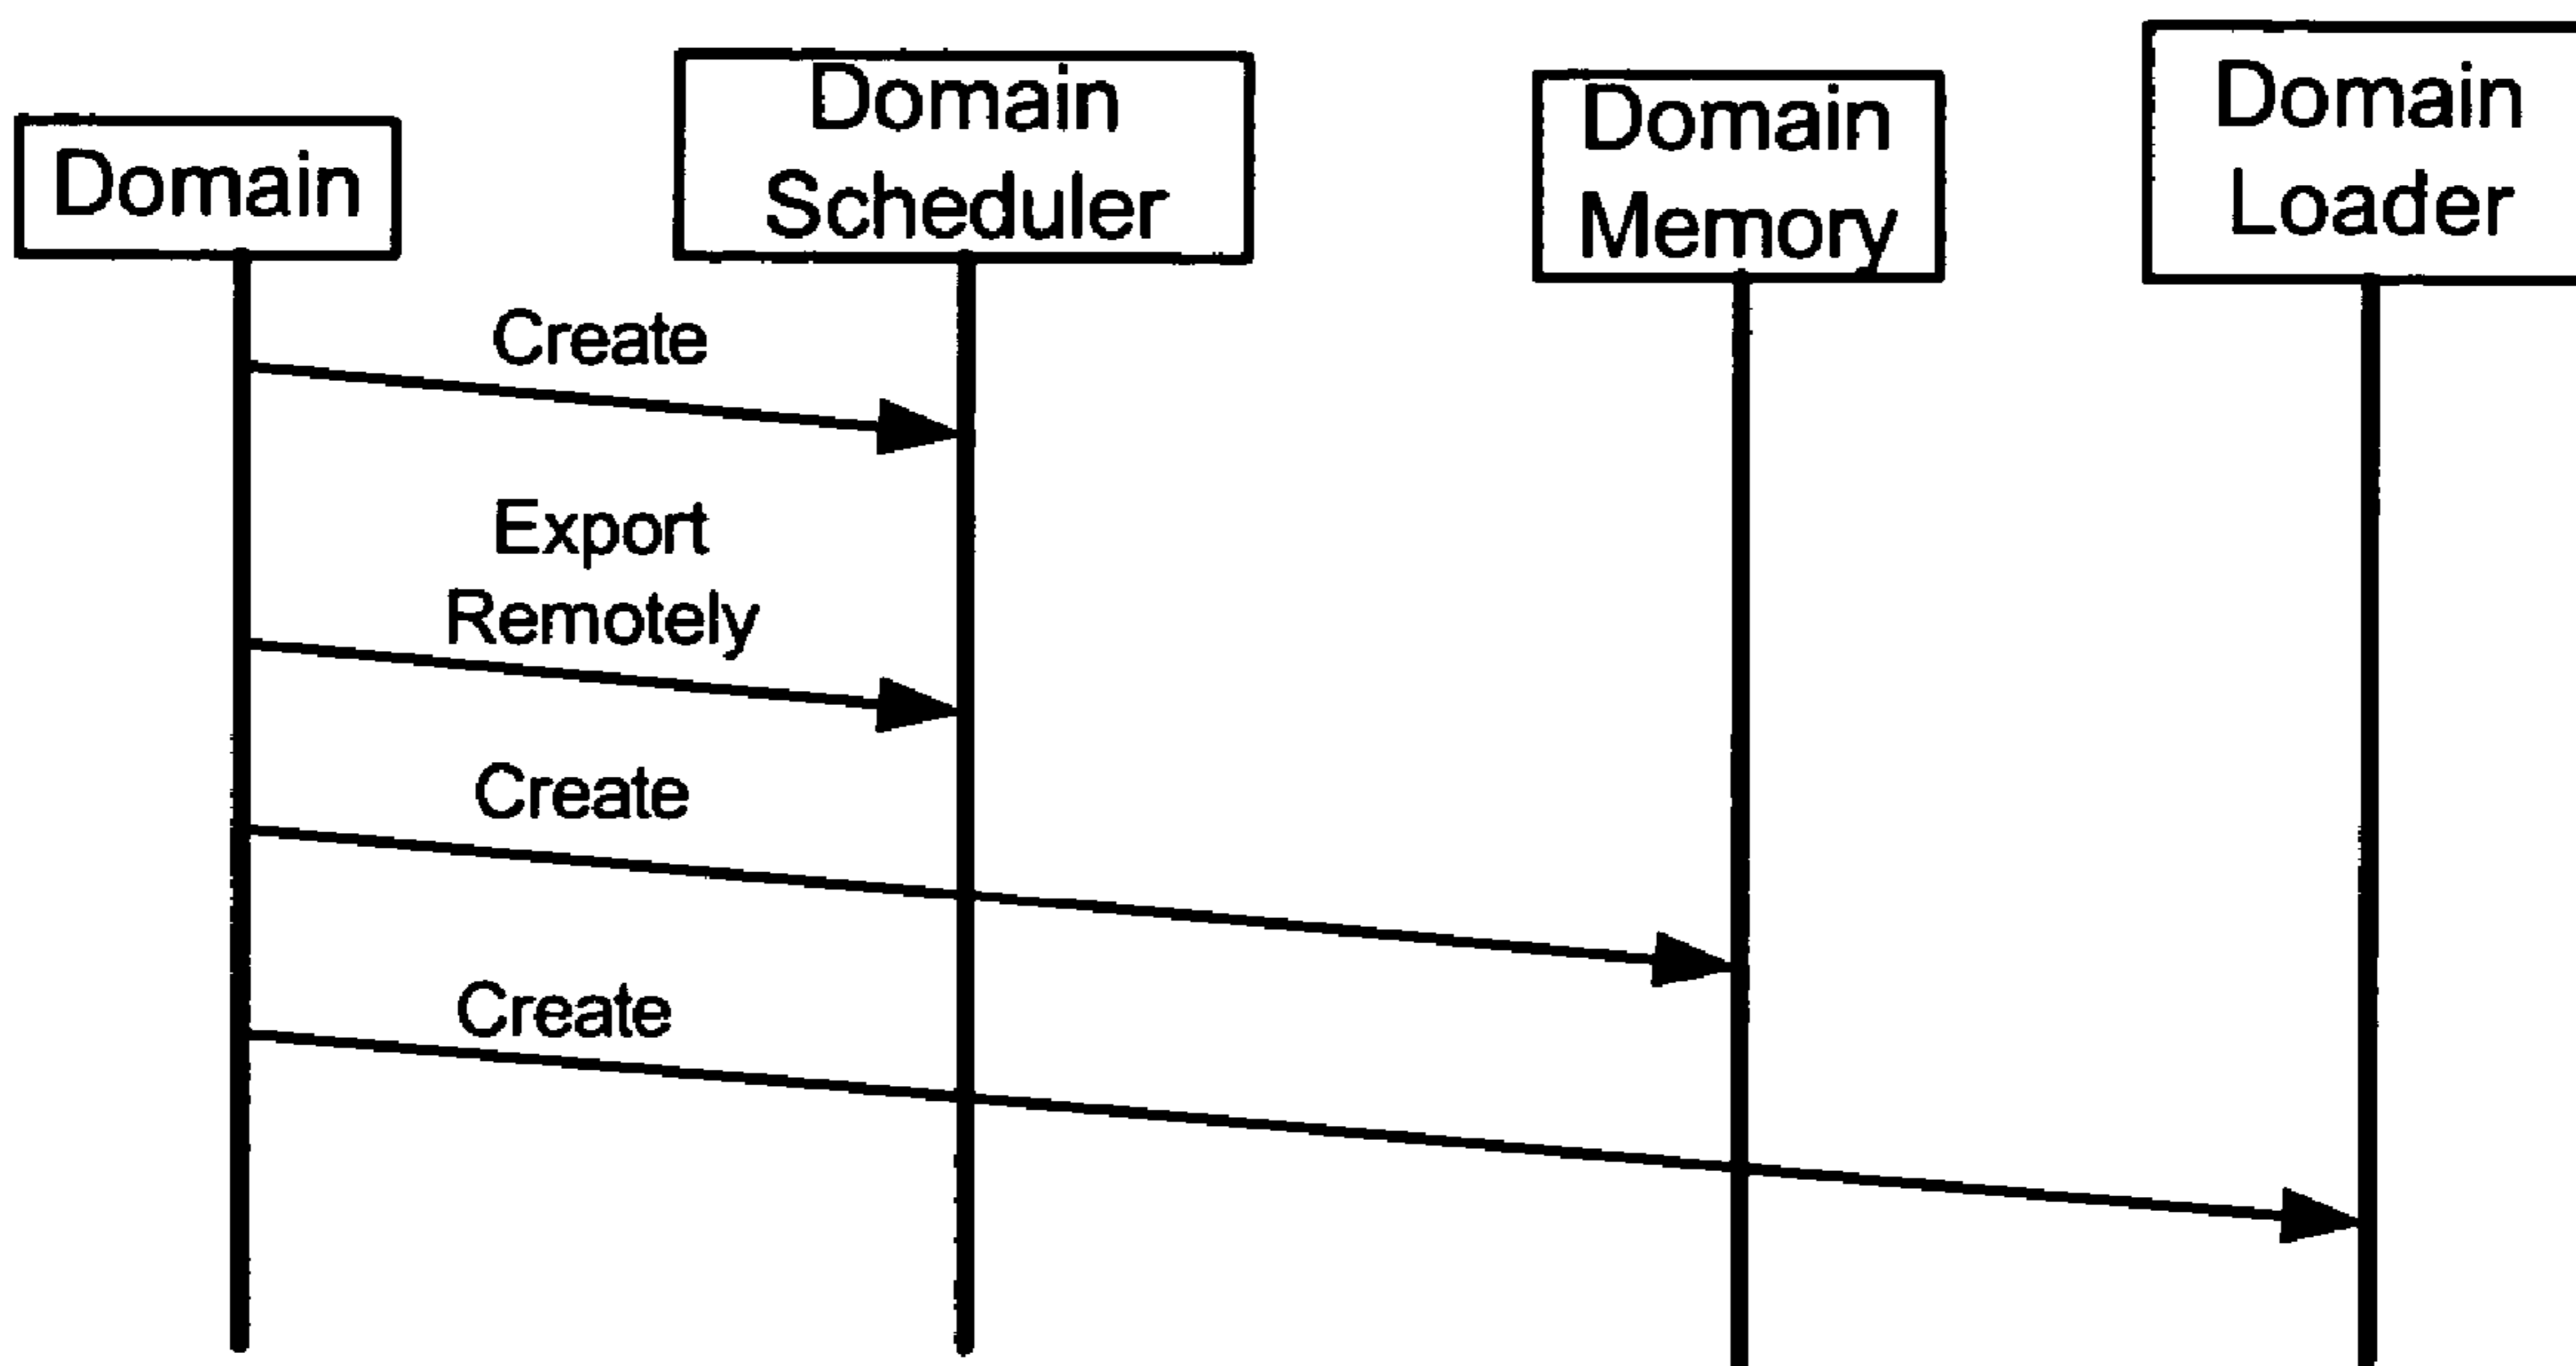 Domain
Domain
Scheduler
Domain
Memory
Domain
Loader
Create
Export
Remotely
Create
Create